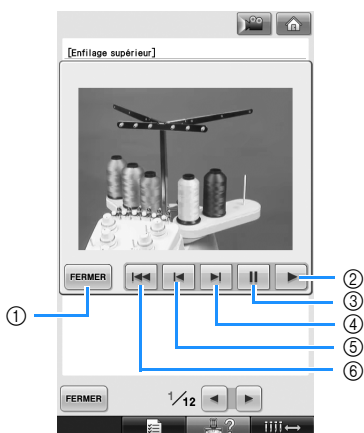 [Enfilage supérieur]
FERMER
①
②
③
④
⑤
⑥
FERMER 1/12
?